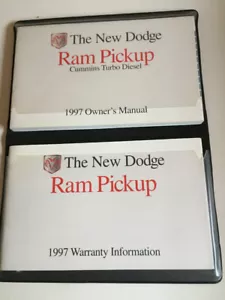 The New Dodge
Ram Pickup
Cummins Turbo Diesel
1997 Owner's Manual
The New Dodge
Ram Pickup
1997 Warranty Information